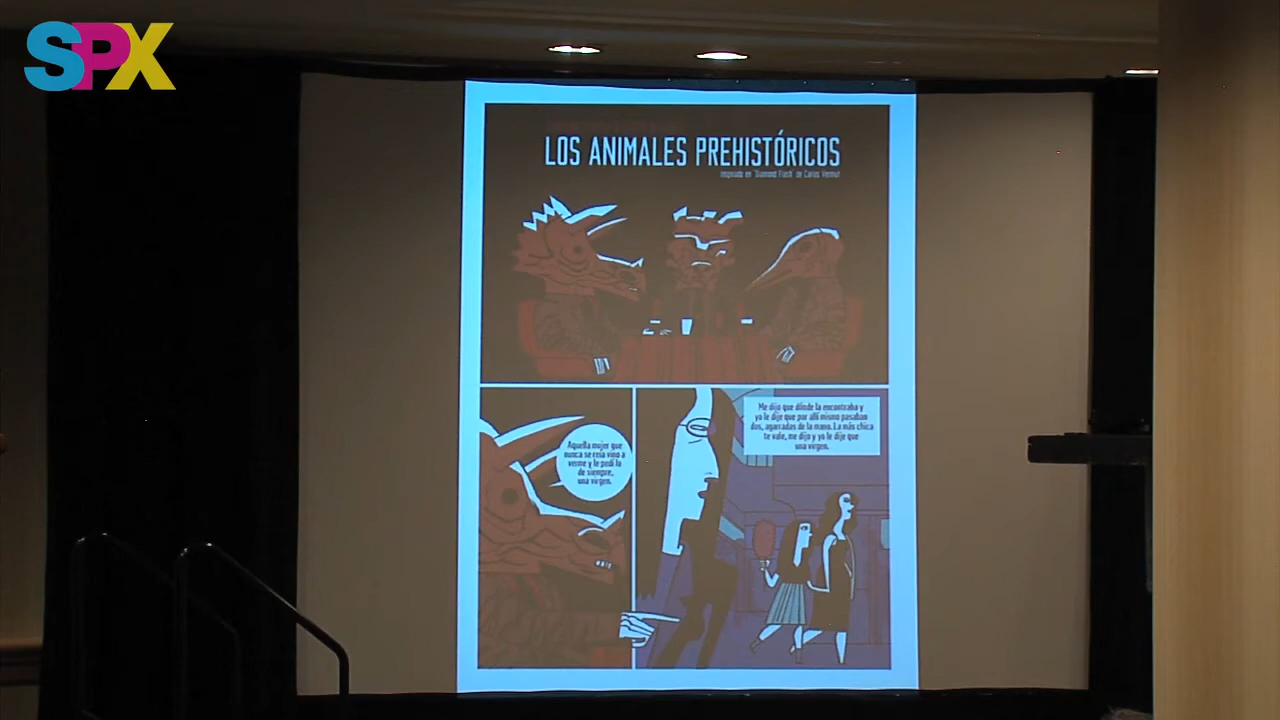 SPX
LOS ANIMALES PREHISTÓRICOS
inspirado en "Diamond Flash" de Carlos Vermut
Aquella mujer que
nunca se reía vino a
verme y le pedí lo
de siempre,
una virgen.
Me dijo que dónde la encontraba y
yo le dije que por allí mismo pasaban
dos, agarradas de la mano. La más chica
te vale, me dijo y yo le dije que
una virgen.